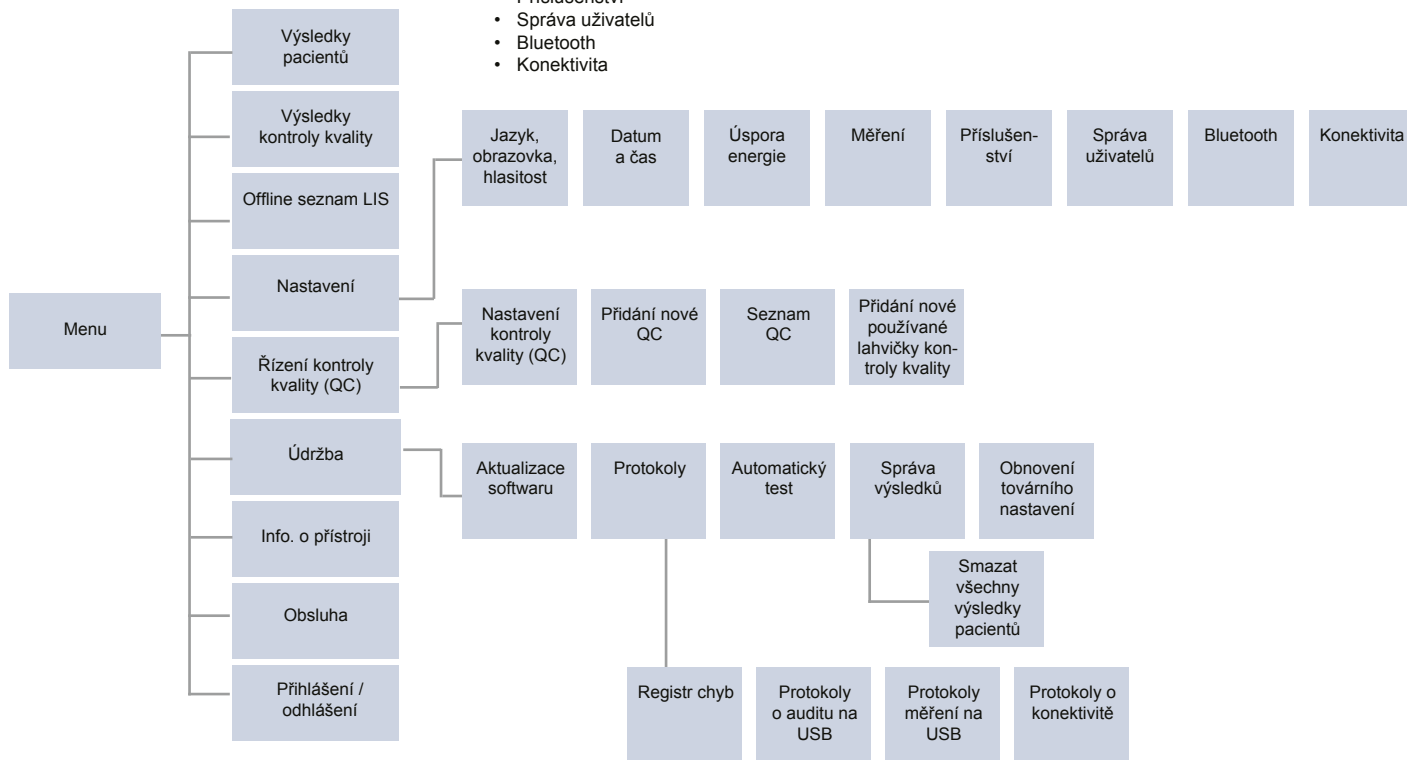 Příslušenství
• Správa uživatelů
• Bluetooth
• Konektivita
Výsledky
pacientů
Výsledky
kontroly kvality
Offline seznam LIS
Nastavení
Menu
Řízení kontroly
kvality (QC)
Údržba
Info. o přístroji
Obsluha
Přihlášení /
odhlášení
Jazyk,
obrazovka,
hlasitost
Datum
a čas
Úspora
energie
Měření
Příslušen-
ství
Správa
uživatelů
Bluetooth
Konektivita
Nastavení
kontroly
kvality (QC)
Přidání nové
QC
Seznam
QC
Přidání nové
používané
lahvičky kon-
troly kvality
Aktualizace
softwaru
Protokoly
Automatický
test
Správa
výsledků
Obnovení
továrního
nastavení
Smazat
všechny
výsledky
pacientů
Registr chyb
Protokoly
o auditu na
USB
Protokoly
měření na
USB
Protokoly o
konektivitě